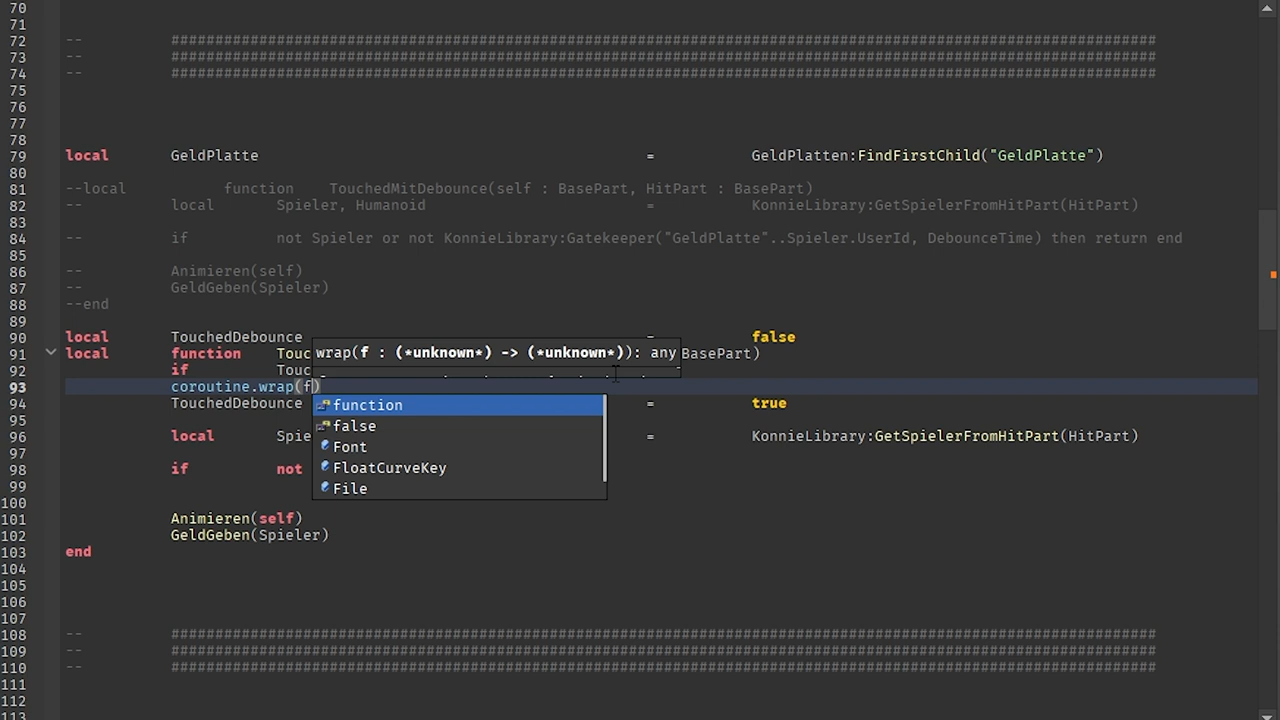 70
71
72 -- ################################################################################################################
73 -- ################################################################################################################
74 -- ################################################################################################################
75
76
77
78
79 local GeldPlatte = GeldPlatten:FindFirstChild("GeldPlatte")
80
81 --local function TouchedMitDebounce(self : BasePart, HitPart : BasePart)
82 -- local Spieler, Humanoid = KonnieLibrary:GetSpielerFromHitPart(HitPart)
83
84 -- if not Spieler or not KonnieLibrary:Gatekeeper("GeldPlatte"..Spieler.UserId, DebounceTime) then return end
85
86 -- Animieren(self)
87 -- GeldGeben(Spieler)
88 --end
89
90 local TouchedDebounce = false
wrap(f : (*unknown*) -> (*unknown*)): any
91 local function Touc BasePart)
92 if Touc
93 coroutine.wrap(f)
94 TouchedDebounce = true
function
95
false
96 local Spie = KonnieLibrary:GetSpielerFromHitPart(HitPart)
Font
97
98 if not
FloatCurveKey
99
File
100
101 Animieren(self)
102 GeldGeben(Spieler)
103 end
104
105
106
107
108 -- ################################################################################################################
109 -- ################################################################################################################
110 -- ################################################################################################################
111
112
113